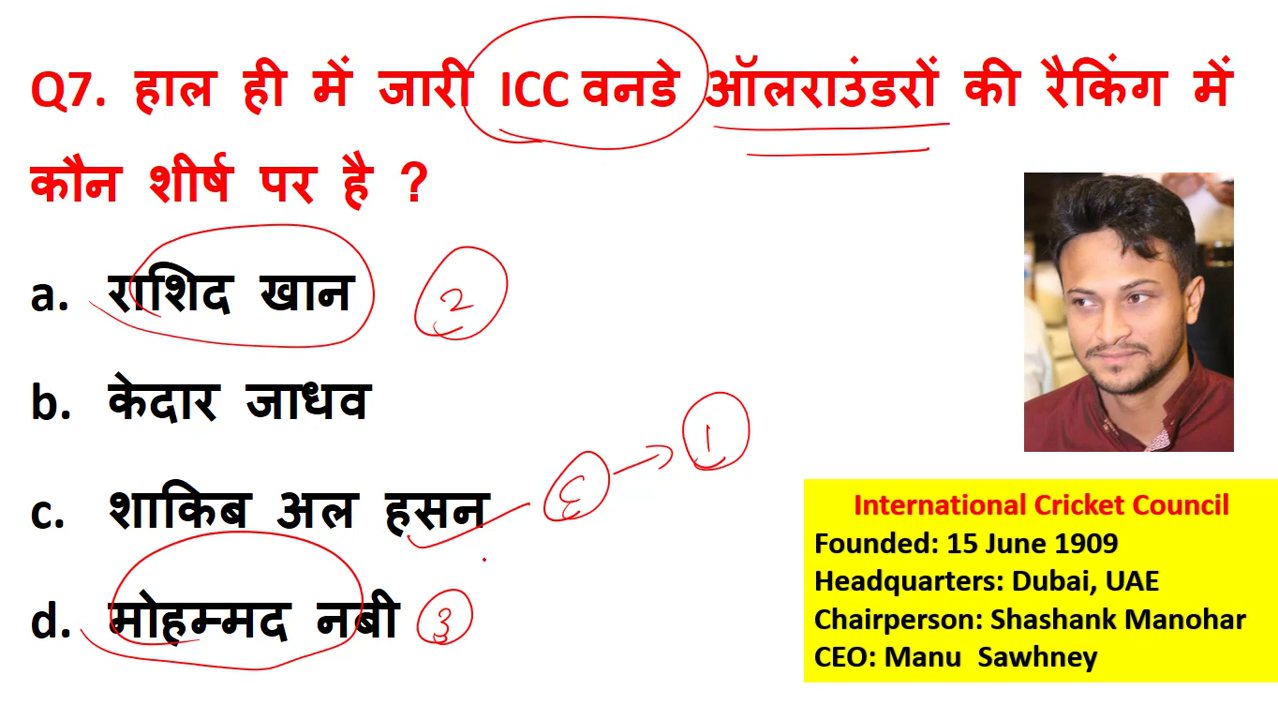 Q7. हाल ही में जारी ICC वनडे ऑलराउंडरों की रैकिंग में
कौन शीर्ष पर है ?
a. राशिद खान 2
b. केदार जाधव
c. शाकिब अल हसन 1
d. मोहम्मद नबी 3
International Cricket Council
Founded: 15 June 1909
Headquarters: Dubai, UAE
Chairperson: Shashank Manohar
CEO: Manu Sawhney